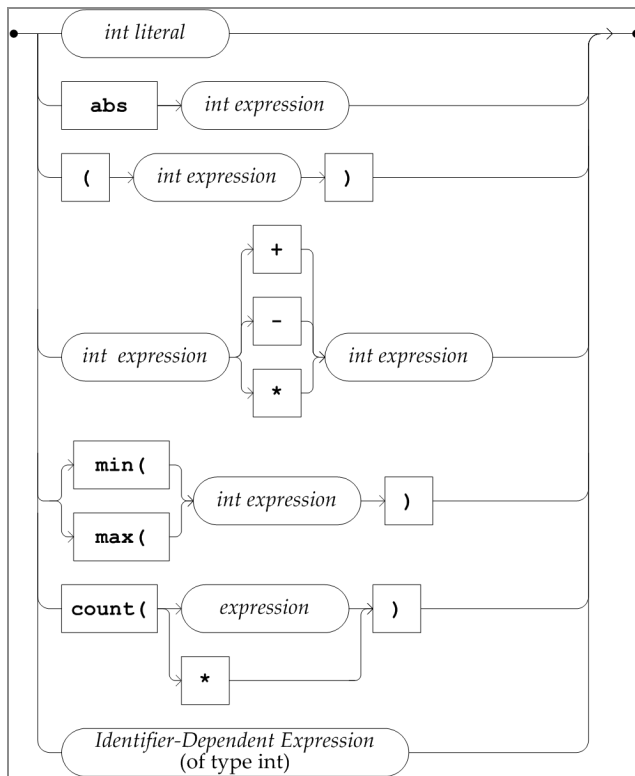 int literal
abs int expression
( int expression )
+
-
int expression int expression
*
min(
int expression )
max(
count( expression )
*
Identifier-Dependent Expression
(of type int)